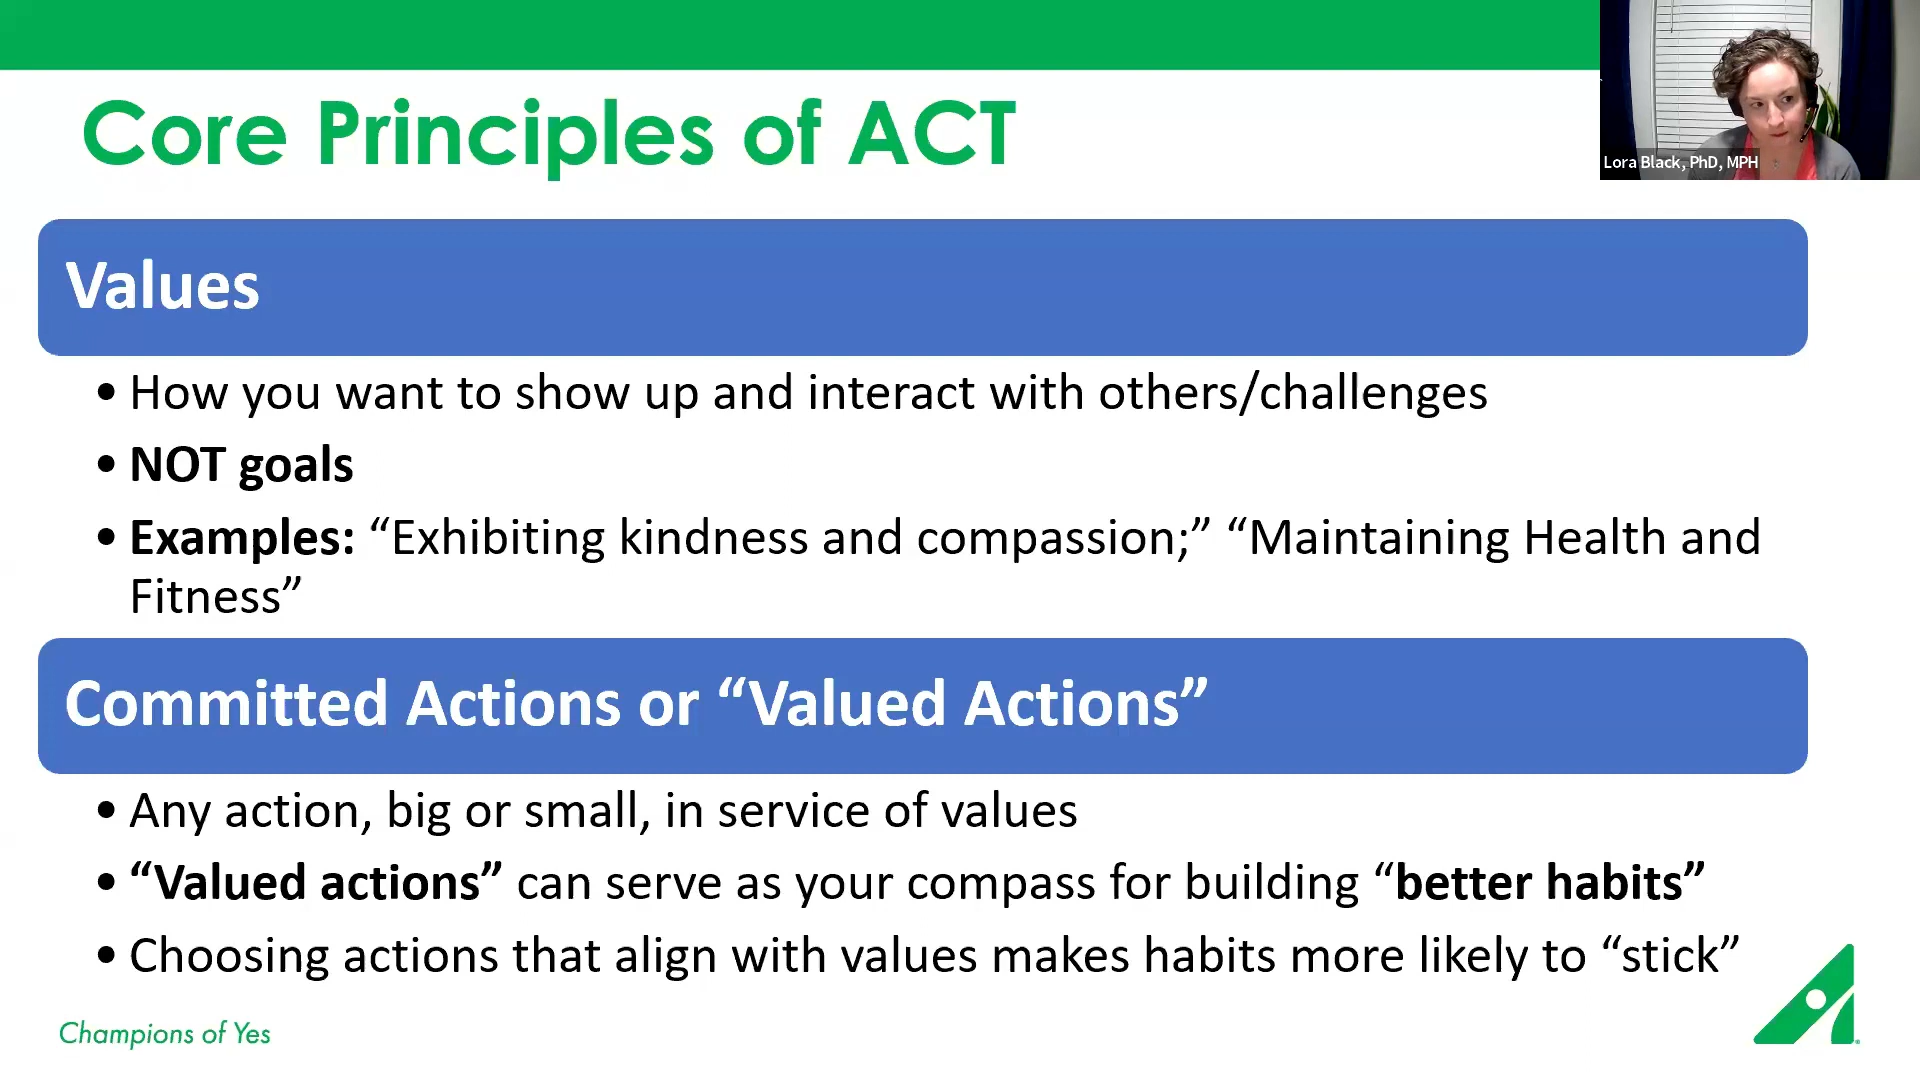 Core Principles of ACT
Lora Black, PhD, MPH
Values
• How you want to show up and interact with others/challenges
• NOT goals
• Examples: “Exhibiting kindness and compassion;” “Maintaining Health and
Fitness”
Committed Actions or “Valued Actions”
• Any action, big or small, in service of values
• “Valued actions” can serve as your compass for building “better habits”
• Choosing actions that align with values makes habits more likely to “stick”
Champions of Yes